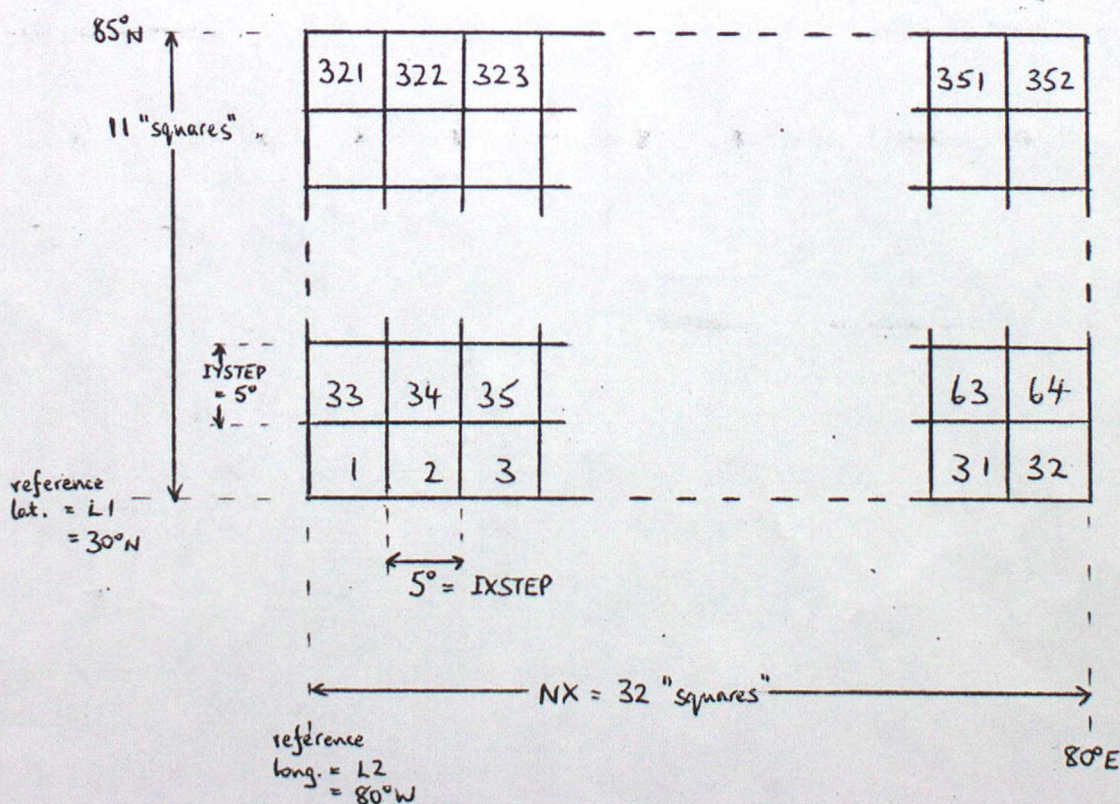 85°N
321 322 323 351 352
11 "squares"
IYSTEP
= 5°
33 34 35 63 64
1 2 3 31 32
reference
lat. = L1
= 30°N
5° = IXSTEP
NX = 32 "squares"
reference
long. = L2
= 80°W
80°E